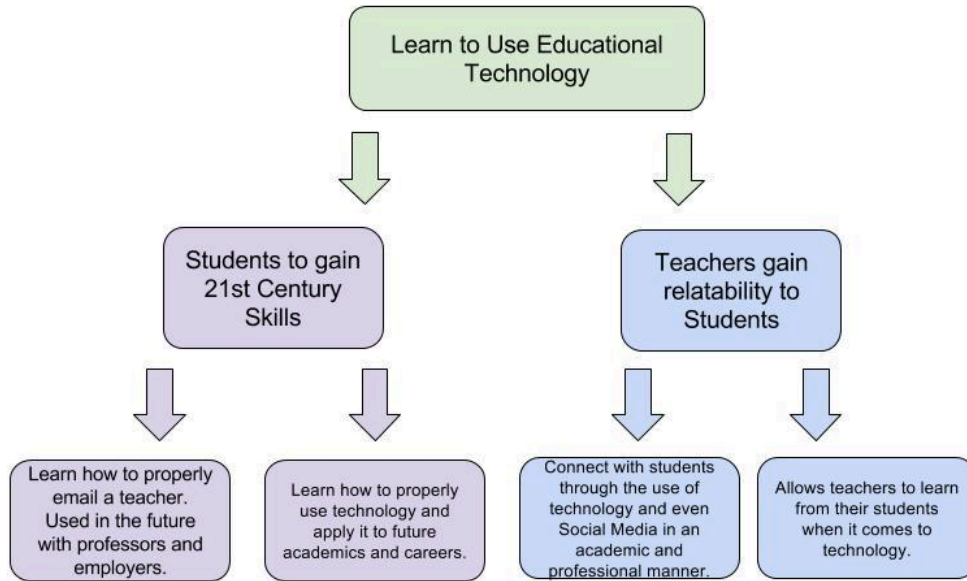 Learn to Use Educational
Technology
Students to gain
21st Century
Skills
Teachers gain
relatability to
Students
Learn how to properly
email a teacher.
Used in the future
with professors and
employers.
Learn how to properly
use technology and
apply it to future
academics and careers.
Connect with students
through the use of
technology and even
Social Media in an
academic and
professional manner.
Allows teachers to learn
from their students
when it comes to
technology.